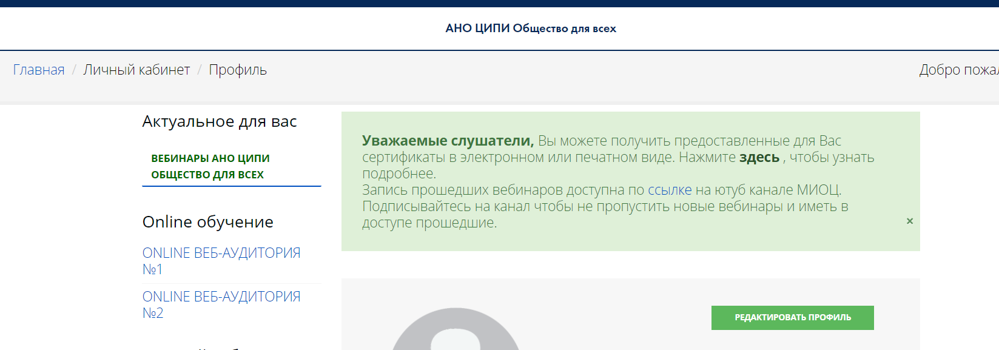 АНО ЦИПИ Общество для всех
Главная / Личный кабинет / Профиль
Добро
Актуальное для вас
ВЕБИНАРЫ АНО ЦИПИ
ОБЩЕСТВО ДЛЯ ВСЕХ
Online обучение
ONLINE ВЕБ-АУДИТОРИЯ
№1
ONLINE ВЕБ-АУДИТОРИЯ
№2
Уважаемые слушатели, Вы можете получить предоставленные для Вас
сертификаты в электронном или печатном виде. Нажмите здесь , чтобы узнать
подробнее.
Запись прошедших вебинаров доступна по ссылке на ютуб канале МИОЦ.
Подписывайтесь на канал чтобы не пропустить новые вебинары и иметь в
доступе прошедшие.
×
РЕДАКТИРОВАТЬ ПРОФИЛЬ